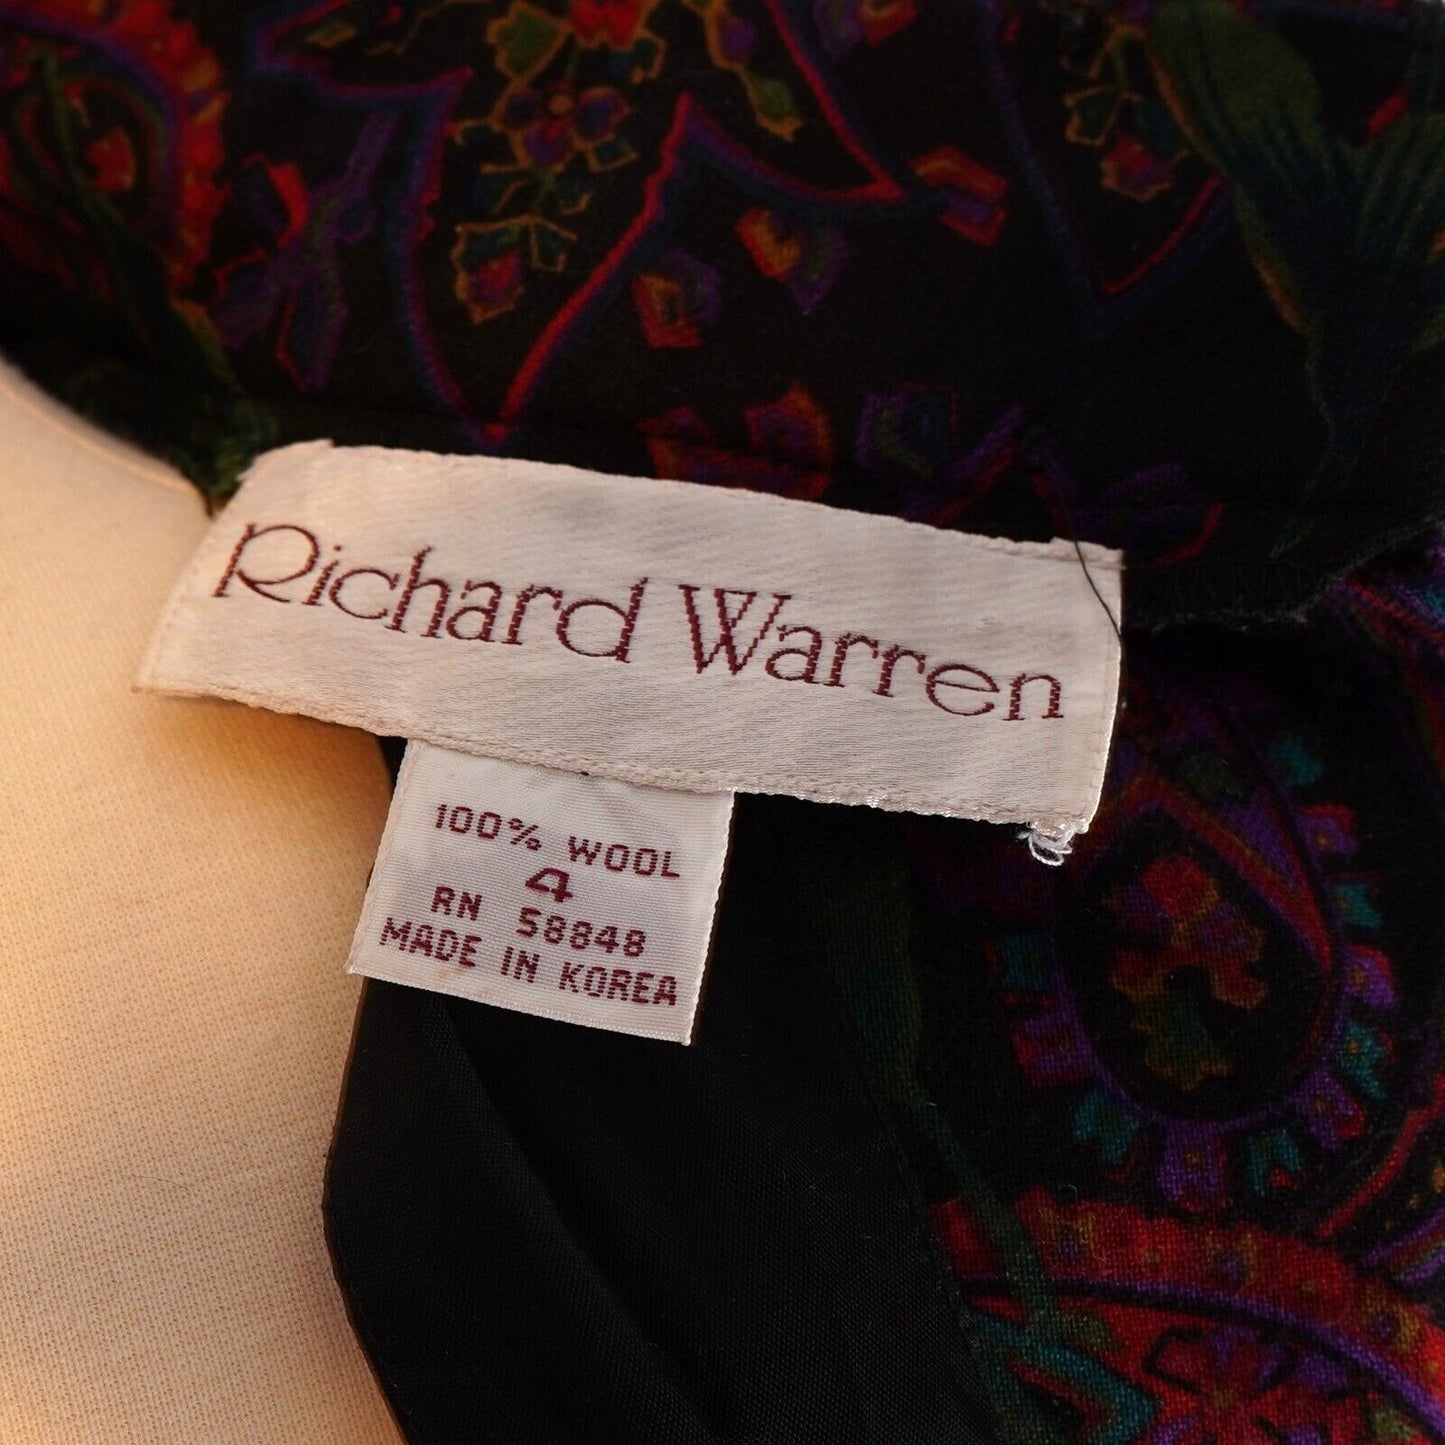 Richard Warren
100% WOOL
4
RN 58848
MADE IN KOREA